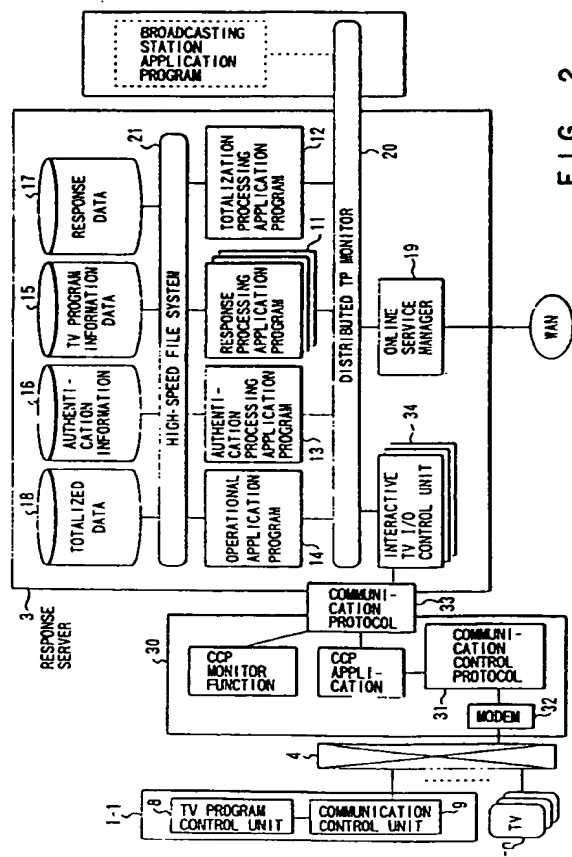 FIG. 2
BROADCASTING
STATION
APPLICATION
PROGRAM
3
RESPONSE
SERVER
18
TOTALIZED
DATA
16
AUTHENTI-
CATION
INFORMATION
15
TV PROGRAM
INFORMATION
DATA
17
RESPONSE
DATA
21
HIGH-SPEED FILE SYSTEM
OPERATIONAL
APPLICATION
PROGRAM
14
AUTHENTI-
CATION
PROCESSING
APPLICATION
PROGRAM
13
RESPONSE
PROCESSING
APPLICATION
PROGRAM
11
TOTALIZATION
PROCESSING
APPLICATION
PROGRAM
12
DISTRIBUTED TP MONITOR
20
INTERACTIVE
TV I/O
CONTROL UNIT
34
ONLINE
SERVICE
MANAGER
19
WAN
30
COMMUNI-
CATION
PROTOCOL
33
CCP
MONITOR
FUNCTION
CCP
APPLI-
CATION
COMMUNI-
CATION
CONTROL
PROTOCOL
31
MODEM
32
4
1-1
8
TV PROGRAM
CONTROL UNIT
COMMUNICATION
CONTROL UNIT
9
TV